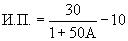 И.П. = 30 / (1 + 50А) − 10